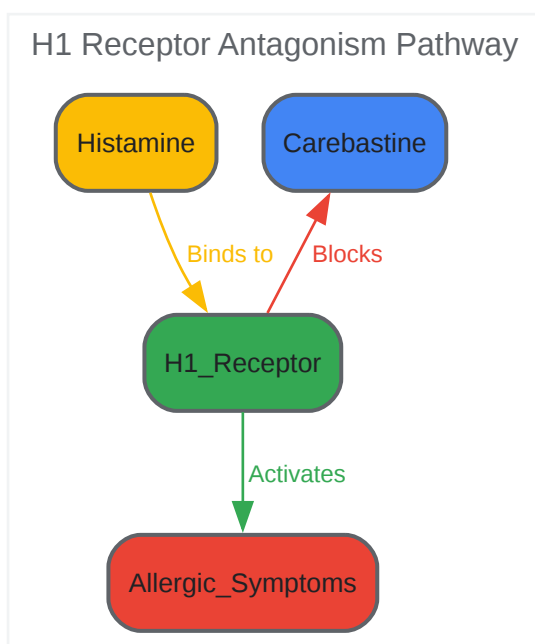 H1 Receptor Antagonism Pathway
Histamine
Carebastine
Binds to
Blocks
H1_Receptor
Activates
Allergic_Symptoms